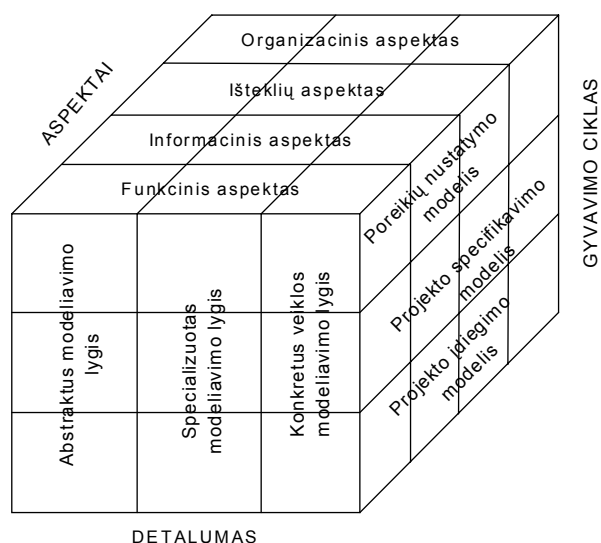 Organizacinis aspektas
Išteklių aspektas
Informacinis aspektas
Funkcinis aspektas
ASPEKTAI
Poreikių nustatymo
modelis
Projekto specifikavimo
modelis
Projekto įdiegimo
modelis
GYVAVIMO CIKLAS
Abstraktus modeliavimo
lygis
Specializuotas
modeliavimo lygis
Konkretus veiklos
modeliavimo lygis
DETALUMAS